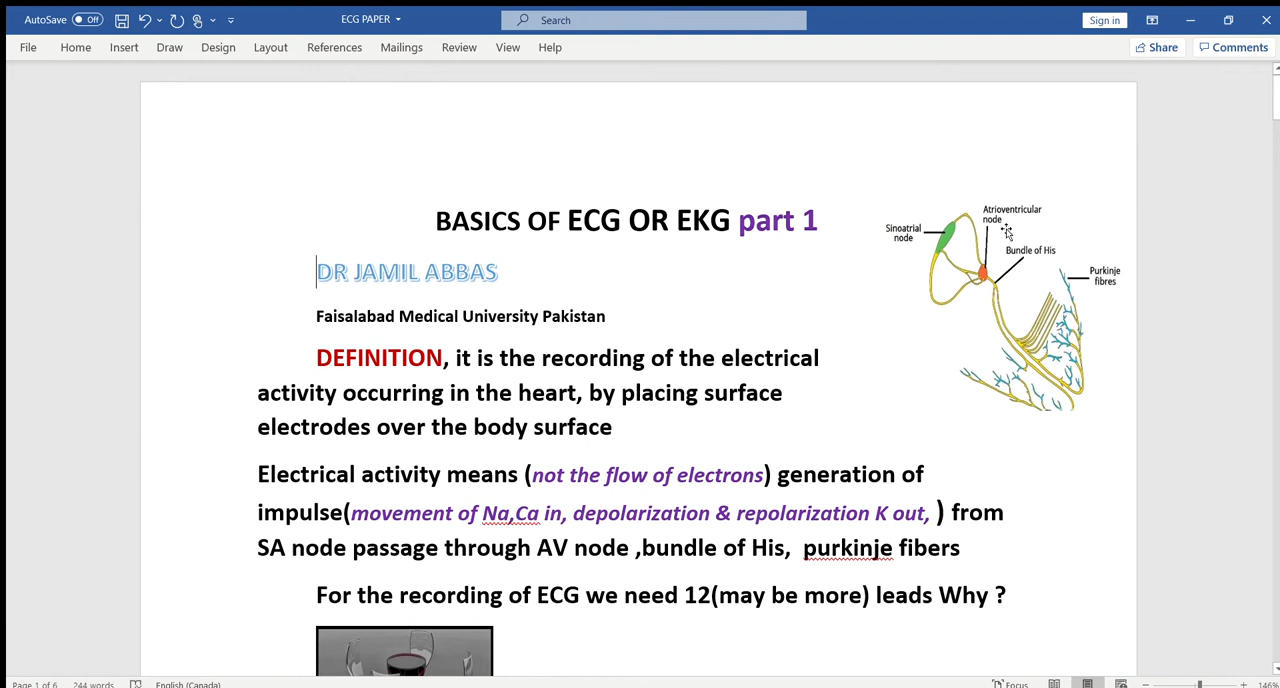 AutoSave Off ECG PAPER Search Sign in
File Home Insert Draw Design Layout References Mailings Review View Help Share Comments
BASICS OF ECG OR EKG part 1
DR JAMIL ABBAS
Faisalabad Medical University Pakistan
DEFINITION, it is the recording of the electrical
activity occurring in the heart, by placing surface
electrodes over the body surface
Atrioventricular
node
Sinoatrial
node
Bundle of His
Purkinje
fibres
Electrical activity means (not the flow of electrons) generation of
impulse(movement of Na,Ca in, depolarization & repolarization K out, ) from
SA node passage through AV node ,bundle of His, purkinje fibers
For the recording of ECG we need 12(may be more) leads Why ?
Page 1 of 6 244 words English (Canada) Focus 146%